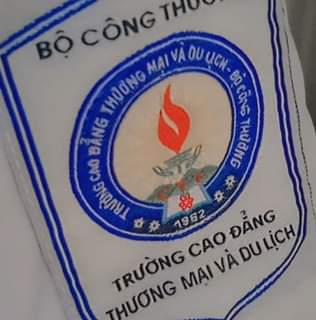 BỘ CÔNG THƯƠNG
TRƯỜNG CAO ĐẲNG THƯƠNG MẠI VÀ DU LỊCH - BỘ CÔNG THƯƠNG
1962
TRƯỜNG CAO ĐẲNG
THƯƠNG MẠI VÀ DU LỊCH